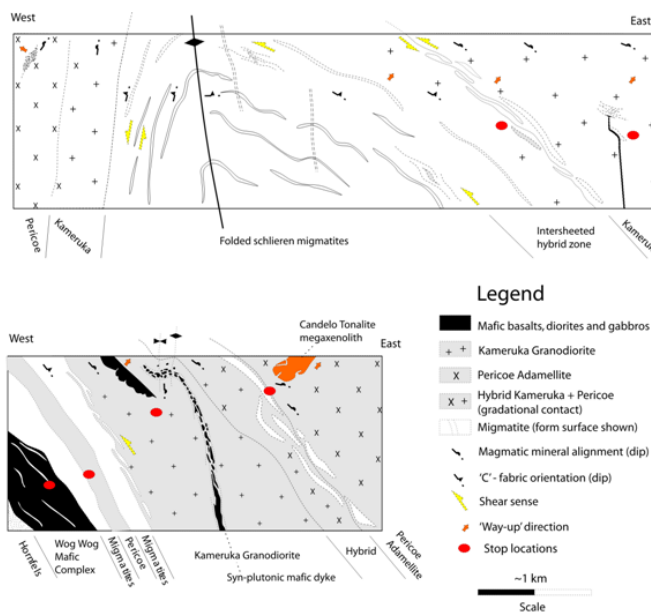 West
East
Pericoe
Kameruka
Folded schlieren migmatites
Intersheeted
hybrid zone
Kameruk
Legend
Candelo Tonalite
megaxenolith
West
East
Mafic basalts, diorites and gabbros
+ + Kameruka Granodiorite
X Pericoe Adamellite
X + Hybrid Kameruka + Pericoe
(gradational contact)
Migmatite (form surface shown)
Magmatic mineral alignment (dip)
'C'- fabric orientation (dip)
Shear sense
'Way-up' direction
Stop locations
~1 km
Scale
Hornfels
Wog Wog
Mafic
Complex
Migmatites
Pericoe
Migmatites
Kameruka Granodiorite
Syn-plutonic mafic dyke
Hybrid
Pericoe
Adamellite